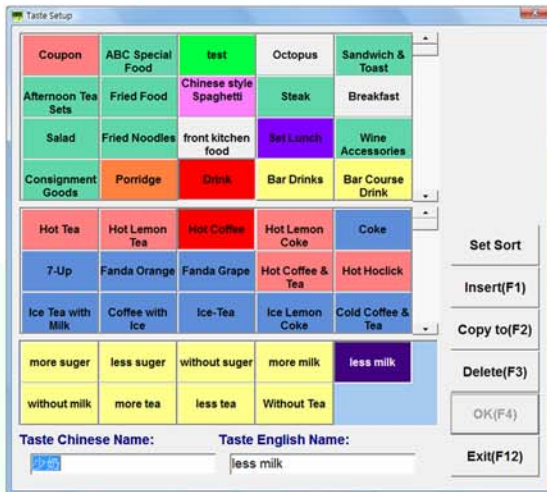 Taste Setup
Coupon
ABC Special
Food
test
Octopus
Sandwich &
Toast
Afternoon Tea
Sets
Fried Food
Chinese style
Spaghetti
Steak
Breakfast
Salad
Fried Noodles
front kitchen
food
Set Lunch
Wine
Accessories
Consignment
Goods
Porridge
Drink
Bar Drinks
Bar Course
Drink
Hot Tea
Hot Lemon
Tea
Hot Coffee
Hot Lemon
Coke
Coke
7-Up
Fanda Orange
Fanda Grape
Hot Coffee &
Tea
Hot Hoclick
Ice Tea with
Milk
Coffee with
Ice
Ice-Tea
Ice Lemon
Coke
Cold Coffee &
Tea
more suger
less suger
without suger
more milk
less milk
without milk
more tea
less tea
Without Tea
Set Sort
Insert(F1)
Copy to(F2)
Delete(F3)
OK(F4)
Exit(F12)
Taste Chinese Name:
少奶
Taste English Name:
less milk